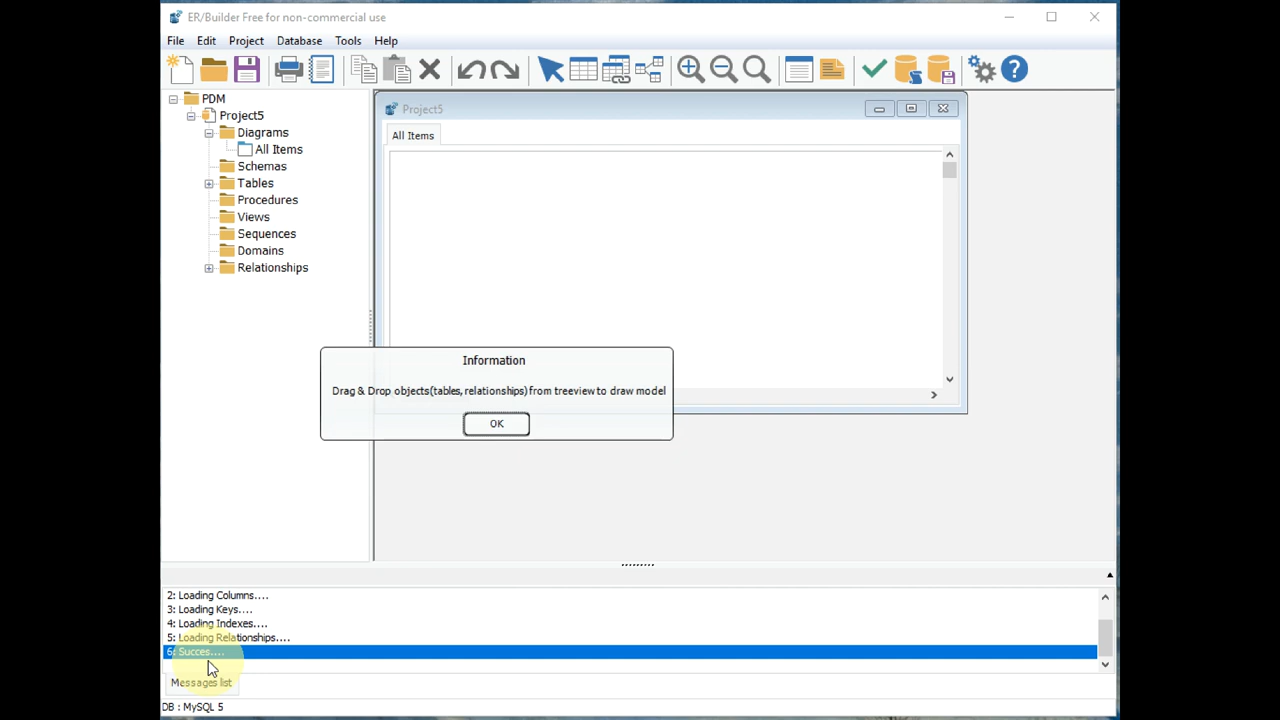 ER/Builder Free for non-commercial use
File Edit Project Database Tools Help
PDM
Project5
Diagrams
All Items
Schemas
Tables
Procedures
Views
Sequences
Domains
Relationships
Project5
All Items
Information
Drag & Drop objects(tables, relationships) from treeview to draw model
OK
2: Loading Columns....
3: Loading Keys....
4: Loading Indexes....
5: Loading Relationships....
6: Succes....
Messages list
DB : MySQL 5